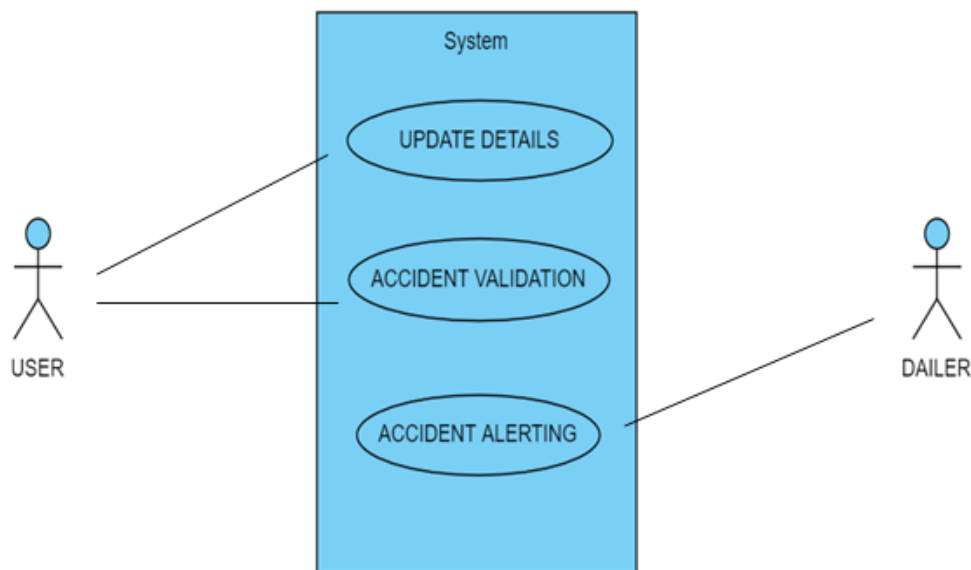 System
UPDATE DETAILS
ACCIDENT VALIDATION
USER
DAILER
ACCIDENT ALERTING